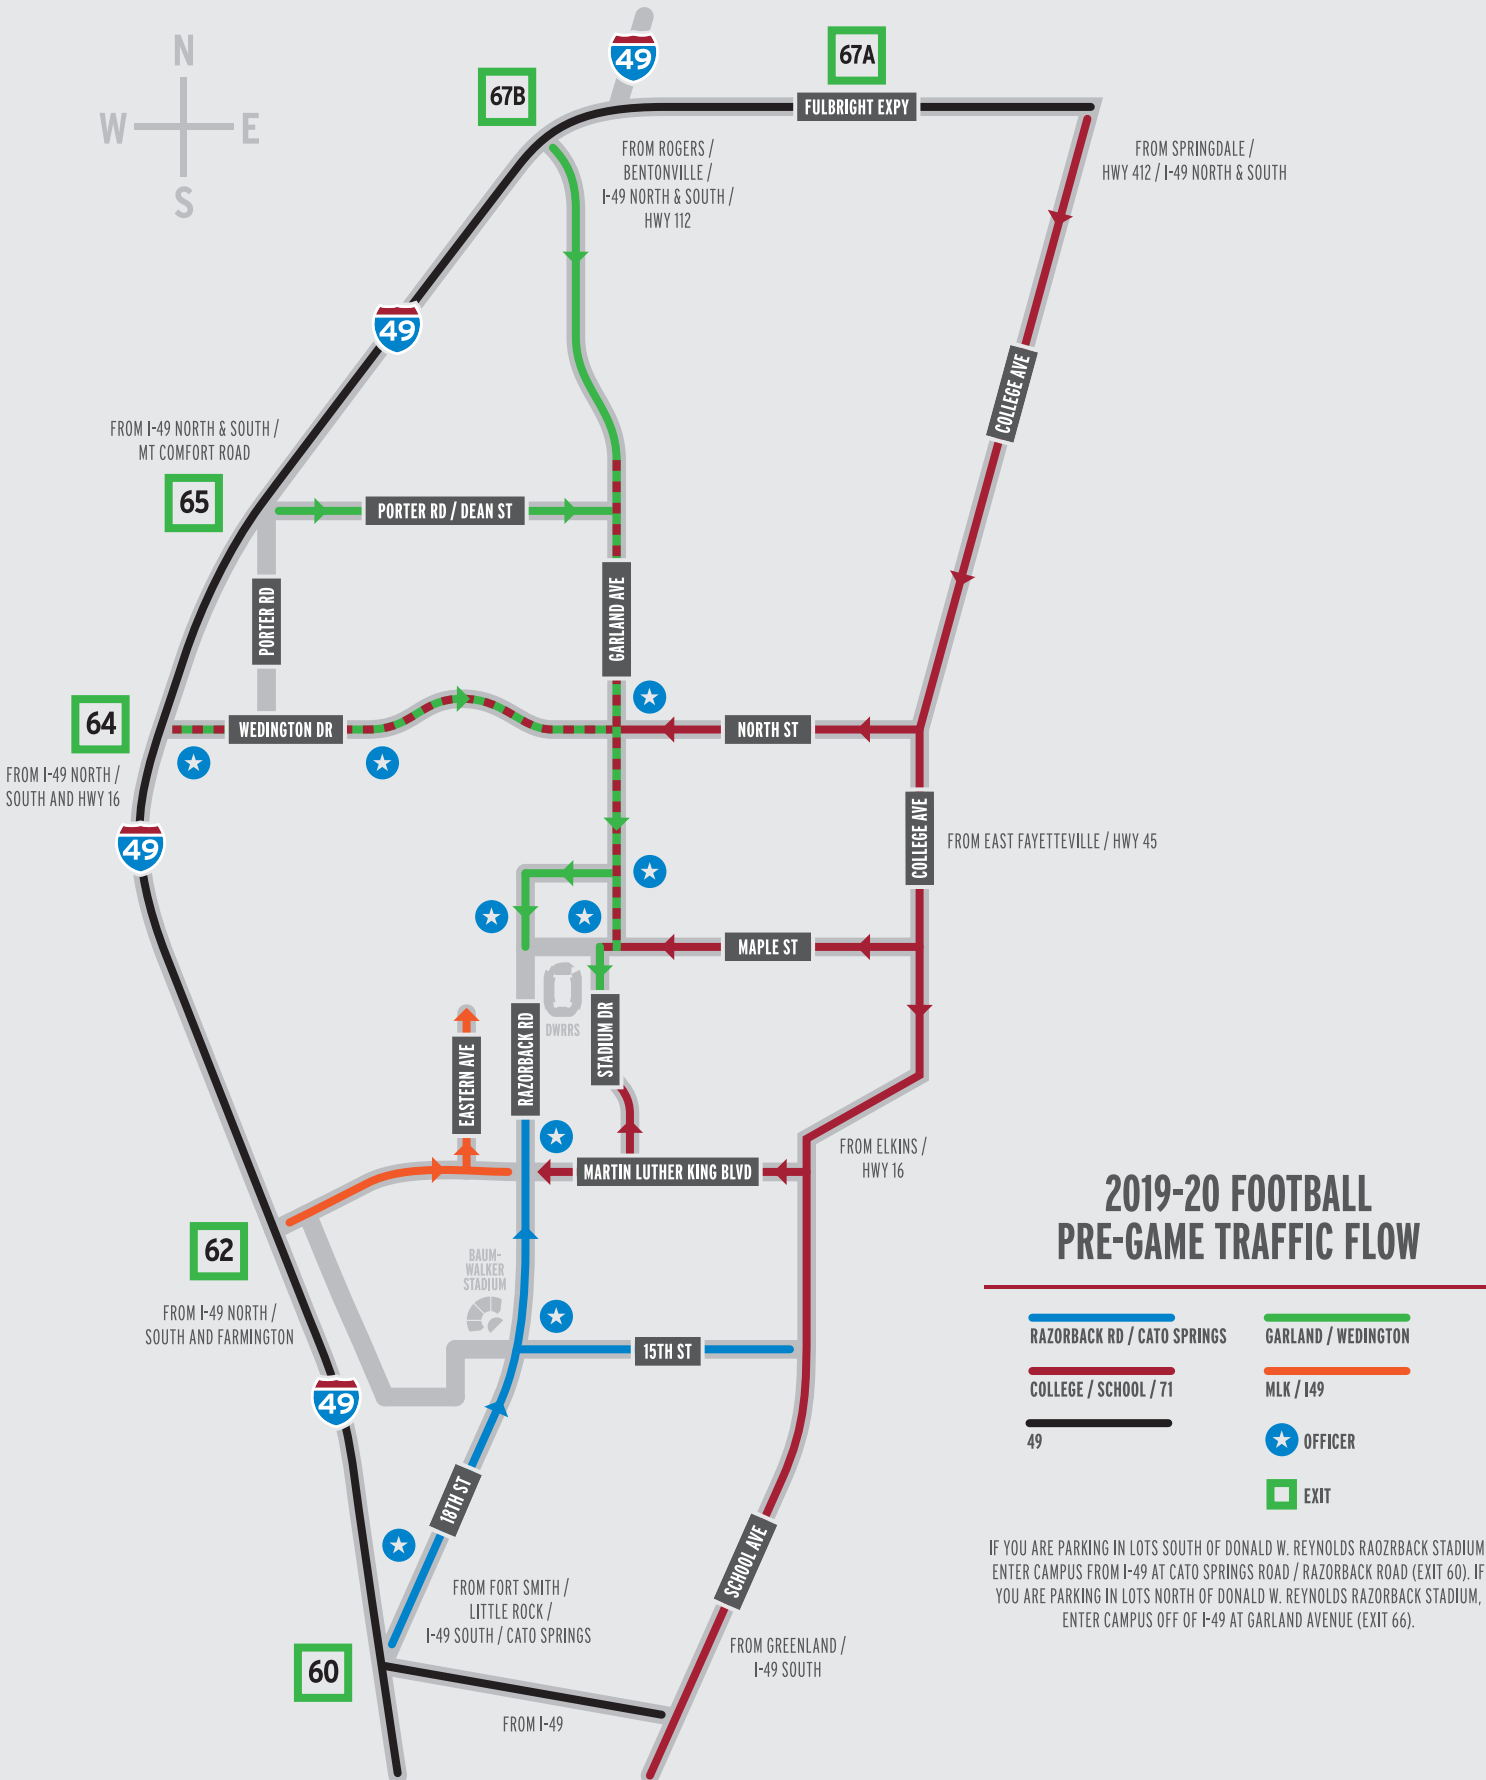 N
W
E
S
49
67A
67B
FULBRIGHT EXPY
FROM ROGERS /
BENTONVILLE /
I-49 NORTH & SOUTH /
HWY 112
FROM SPRINGDALE /
HWY 412 / I-49 NORTH & SOUTH
49
COLLEGE AVE
FROM I-49 NORTH & SOUTH /
MT COMFORT ROAD
65
PORTER RD / DEAN ST
PORTER RD
GARLAND AVE
64
WEDINGTON DR
NORTH ST
FROM I-49 NORTH /
SOUTH AND HWY 16
49
COLLEGE AVE
FROM EAST FAYETTEVILLE / HWY 45
MAPLE ST
DWRRS
RAZORBACK RD
STADIUM DR
EASTERN AVE
MARTIN LUTHER KING BLVD
FROM ELKINS /
HWY 16
62
FROM I-49 NORTH /
SOUTH AND FARMINGTON
BAUM-
WALKER
STADIUM
15TH ST
49
18TH ST
SCHOOL AVE
FROM FORT SMITH /
LITTLE ROCK /
I-49 SOUTH / CATO SPRINGS
60
FROM GREENLAND /
I-49 SOUTH
FROM I-49
2019-20 FOOTBALL
PRE-GAME TRAFFIC FLOW
RAZORBACK RD / CATO SPRINGS
GARLAND / WEDINGTON
COLLEGE / SCHOOL / 71
MLK / I49
49
OFFICER
EXIT
IF YOU ARE PARKING IN LOTS SOUTH OF DONALD W. REYNOLDS RAOZRBACK STADIUM
ENTER CAMPUS FROM I-49 AT CATO SPRINGS ROAD / RAZORBACK ROAD (EXIT 60). IF
YOU ARE PARKING IN LOTS NORTH OF DONALD W. REYNOLDS RAZORBACK STADIUM,
ENTER CAMPUS OFF OF I-49 AT GARLAND AVENUE (EXIT 66).